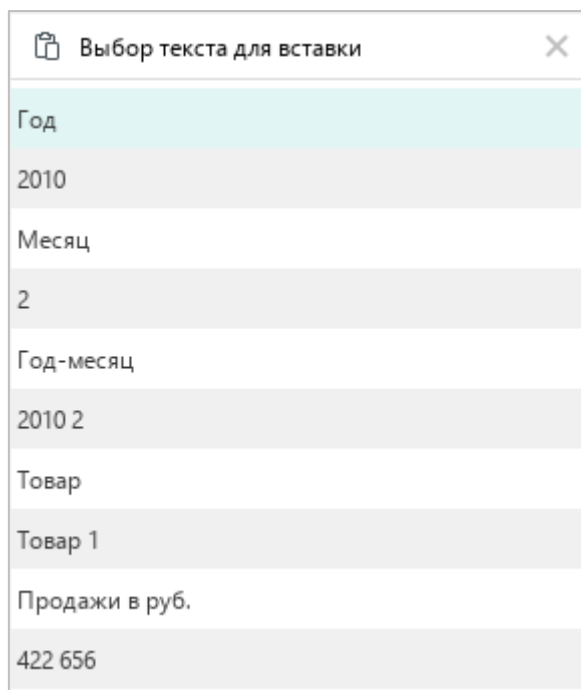 Выбор текста для вставки
Год
2010
Месяц
2
Год-месяц
2010 2
Товар
Товар 1
Продажи в руб.
422 656